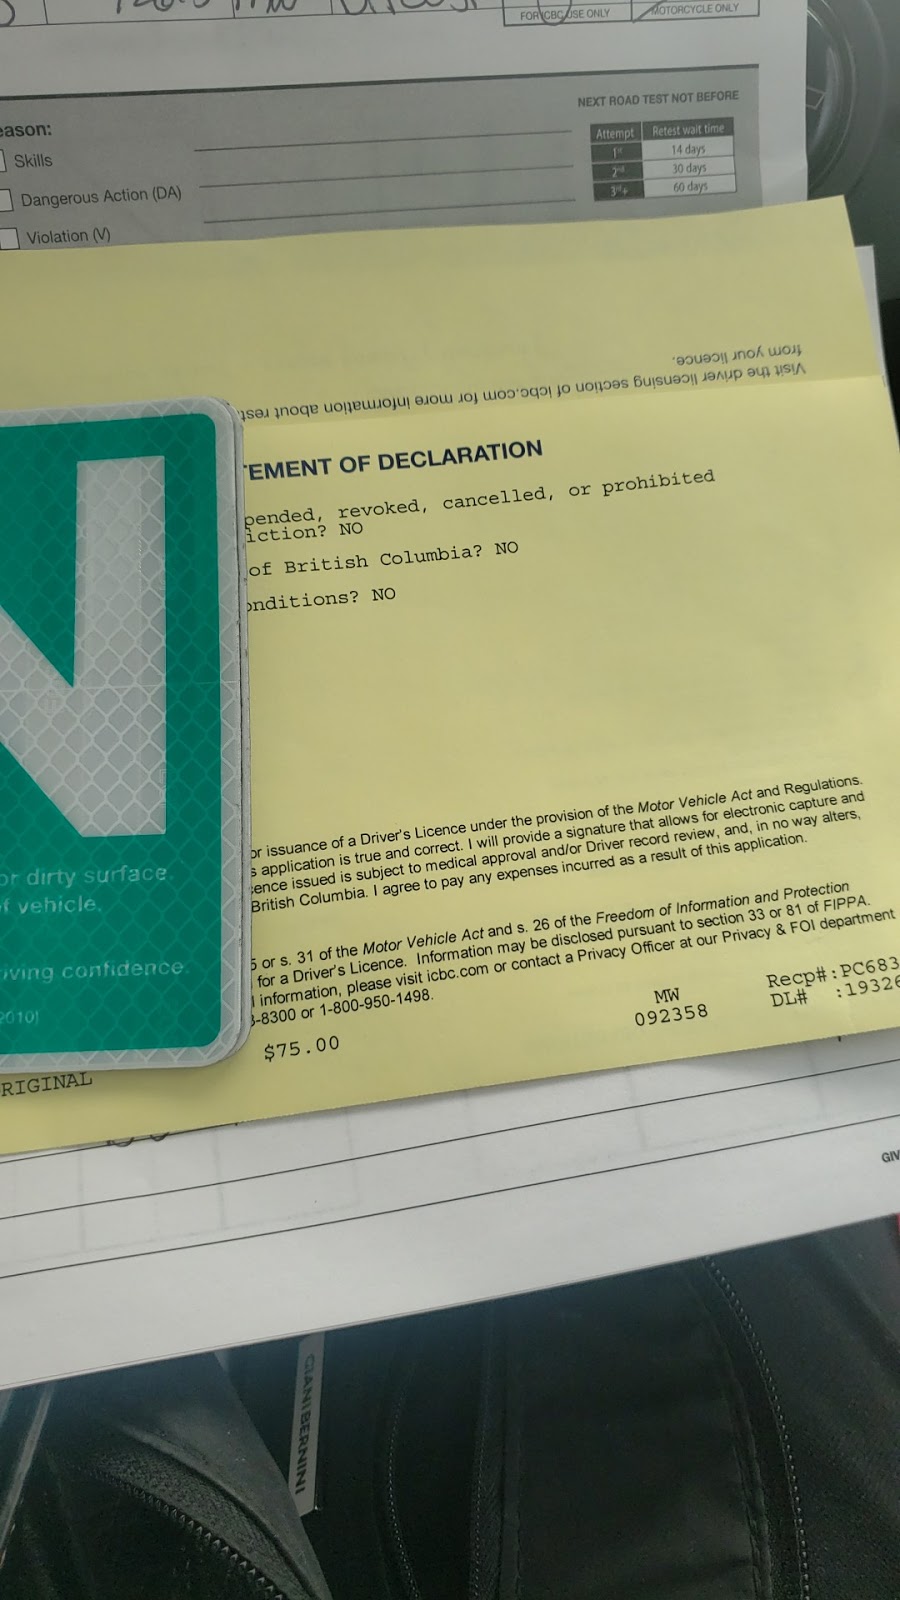 FOR ICBC USE ONLY
MOTORCYCLE ONLY
NEXT ROAD TEST NOT BEFORE
eason:
Attempt Retest wait time
Skills
1st 14 days
2nd 30 days
Dangerous Action (DA)
3rd+ 60 days
Violation (V)
Visit the driver licensing section of icbc.com for more information about rest
from your licence.
TEMENT OF DECLARATION
pended, revoked, cancelled, or prohibited
iction? NO
of British Columbia? NO
onditions? NO
N
or dirty surface.
f vehicle.
iving confidence.
2010)
or issuance of a Driver's Licence under the provision of the Motor Vehicle Act and Regulations.
s application is true and correct. I will provide a signature that allows for electronic capture and
ence issued is subject to medical approval and/or Driver record review, and, in no way alters,
British Columbia. I agree to pay any expenses incurred as a result of this application.
5 or s. 31 of the Motor Vehicle Act and s. 26 of the Freedom of Information and Protection
for a Driver's Licence. Information may be disclosed pursuant to section 33 or 81 of FIPPA.
l information, please visit icbc.com or contact a Privacy Officer at our Privacy & FOI department
-8300 or 1-800-950-1498.
MW
092358
Recp#:PC683
DL# :19326
$75.00
RIGINAL
GIV
CIANI BERNINI